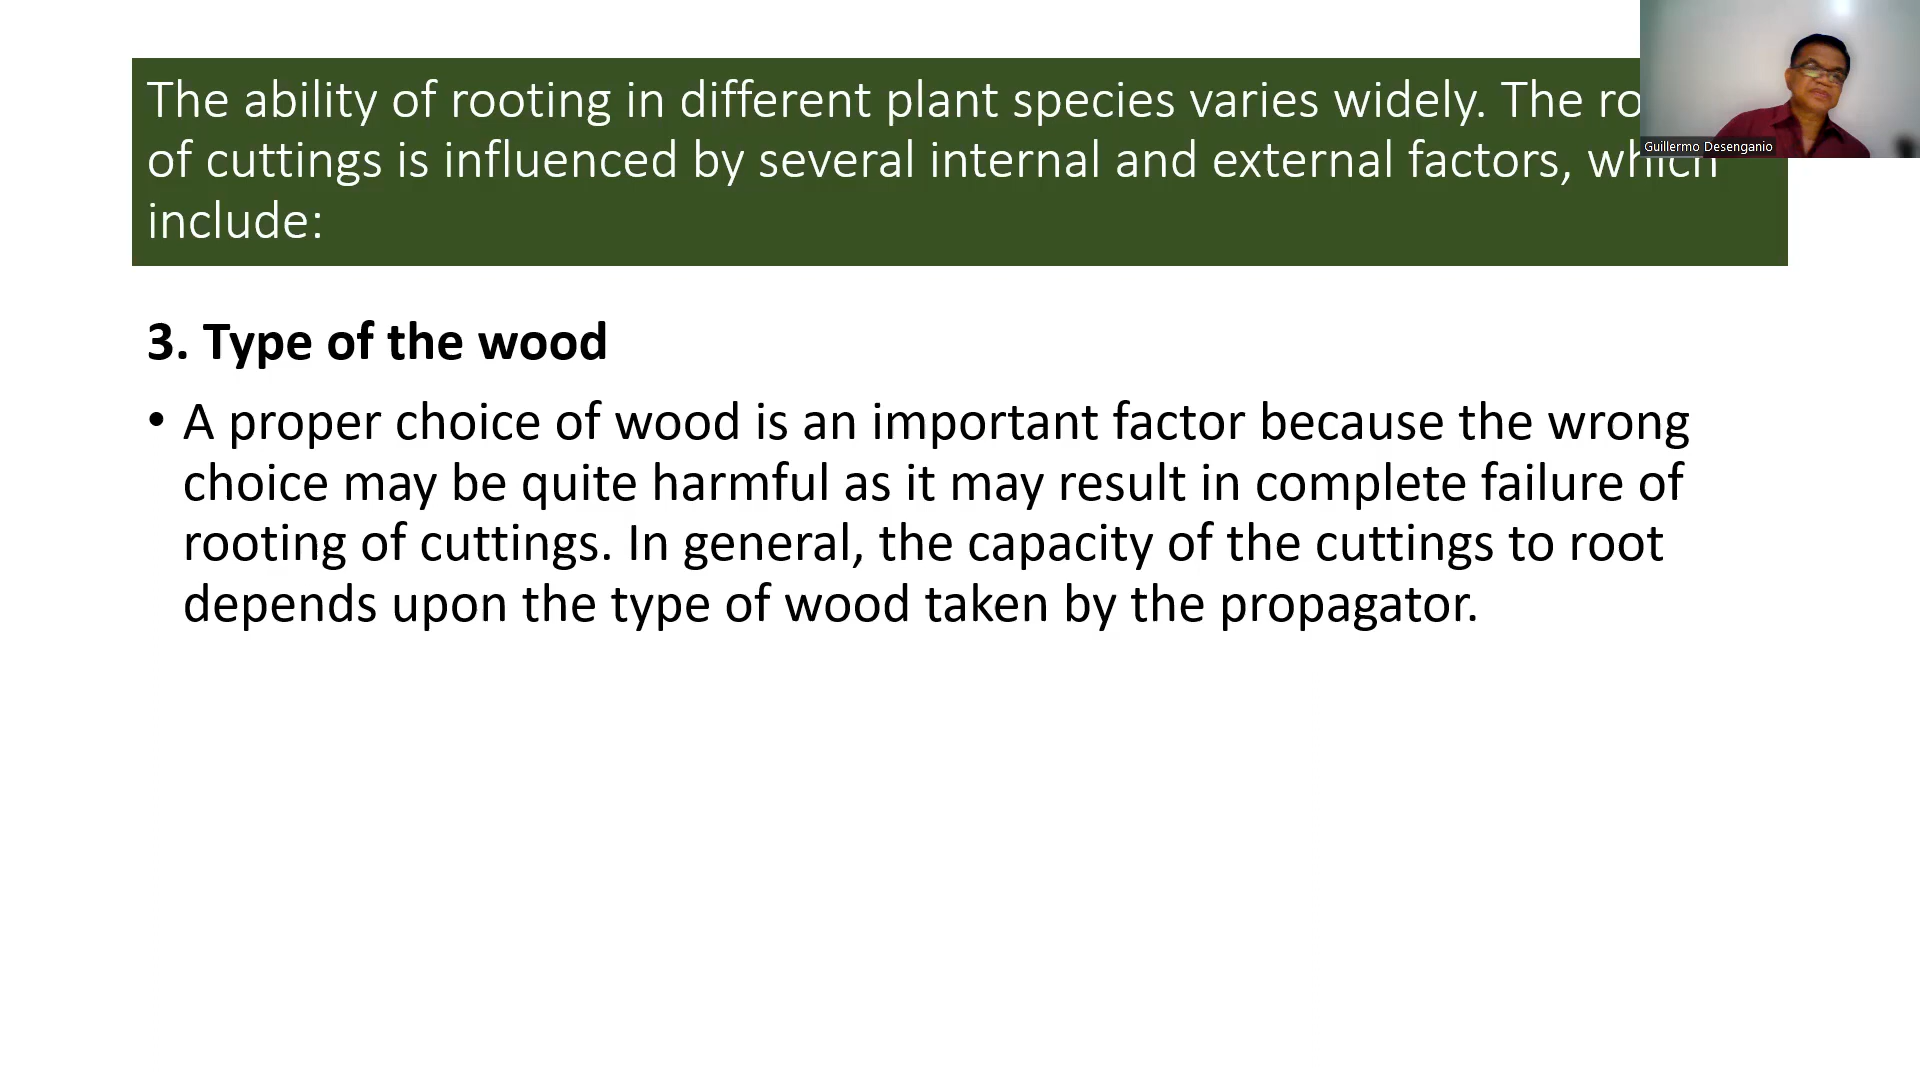 The ability of rooting in different plant species varies widely. The
of cuttings is influenced by several internal and external factors, which
include:
Guillermo Desenganio
3. Type of the wood
• A proper choice of wood is an important factor because the wrong
choice may be quite harmful as it may result in complete failure of
rooting of cuttings. In general, the capacity of the cuttings to root
depends upon the type of wood taken by the propagator.